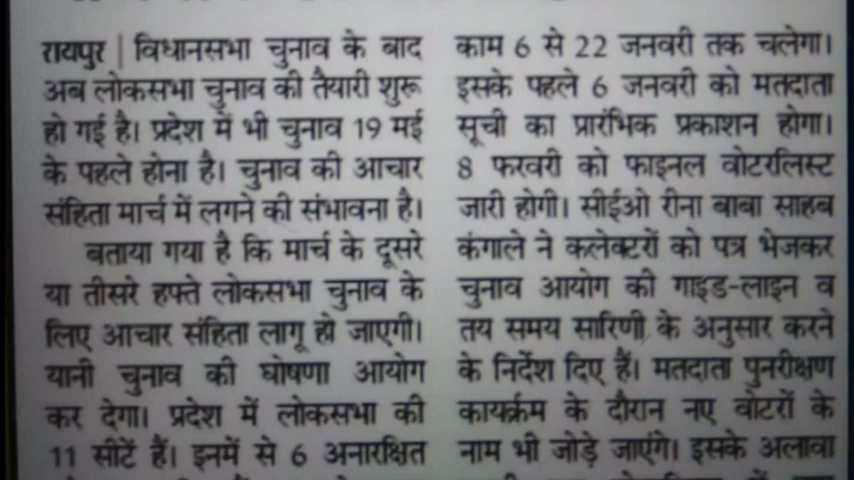 रायपुर | विधानसभा चुनाव के बाद
अब लोकसभा चुनाव की तैयारी शुरू
हो गई है। प्रदेश में भी चुनाव 19 मई
के पहले होना है। चुनाव की आचार
संहिता मार्च में लगने की संभावना है।
बताया गया है कि मार्च के दूसरे
या तीसरे हफ्ते लोकसभा चुनाव के
लिए आचार संहिता लागू हो जाएगी।
यानी चुनाव की घोषणा आयोग
कर देगा। प्रदेश में लोकसभा की
11 सीटें हैं। इनमें से 6 अनारक्षित
काम 6 से 22 जनवरी तक चलेगा।
इसके पहले 6 जनवरी को मतदाता
सूची का प्रारंभिक प्रकाशन होगा।
8 फरवरी को फाइनल वोटरलिस्ट
जारी होगी। सीईओ रीना बाबा साहब
कंगाले ने कलेक्टरों को पत्र भेजकर
चुनाव आयोग की गाइड-लाइन व
तय समय सारिणी के अनुसार करने
के निर्देश दिए हैं। मतदाता पुनरीक्षण
कार्यक्रम के दौरान नए वोटरों के
नाम भी जोड़े जाएंगे। इसके अलावा